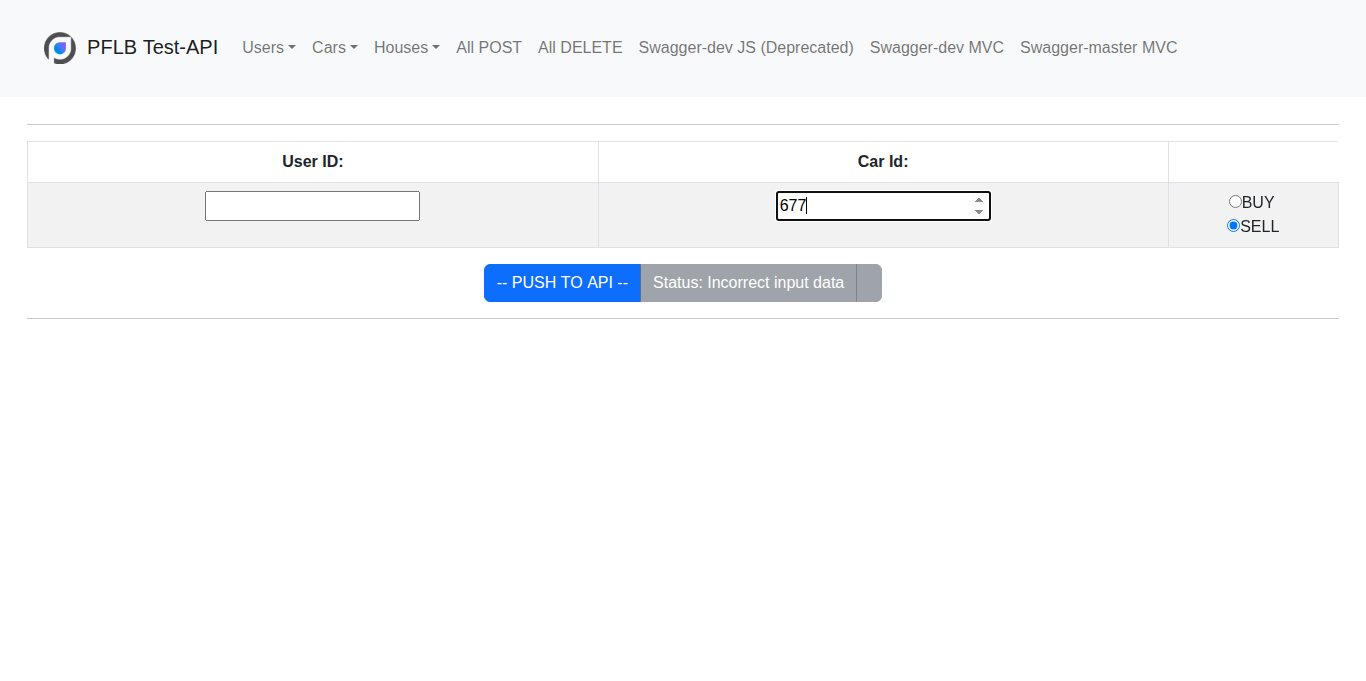 PFLB Test-API Users Cars Houses All POST All DELETE Swagger-dev JS (Deprecated) Swagger-dev MVC Swagger-master MVC
User ID: Car Id:
677 BUY
SELL
-- PUSH TO API -- Status: Incorrect input data